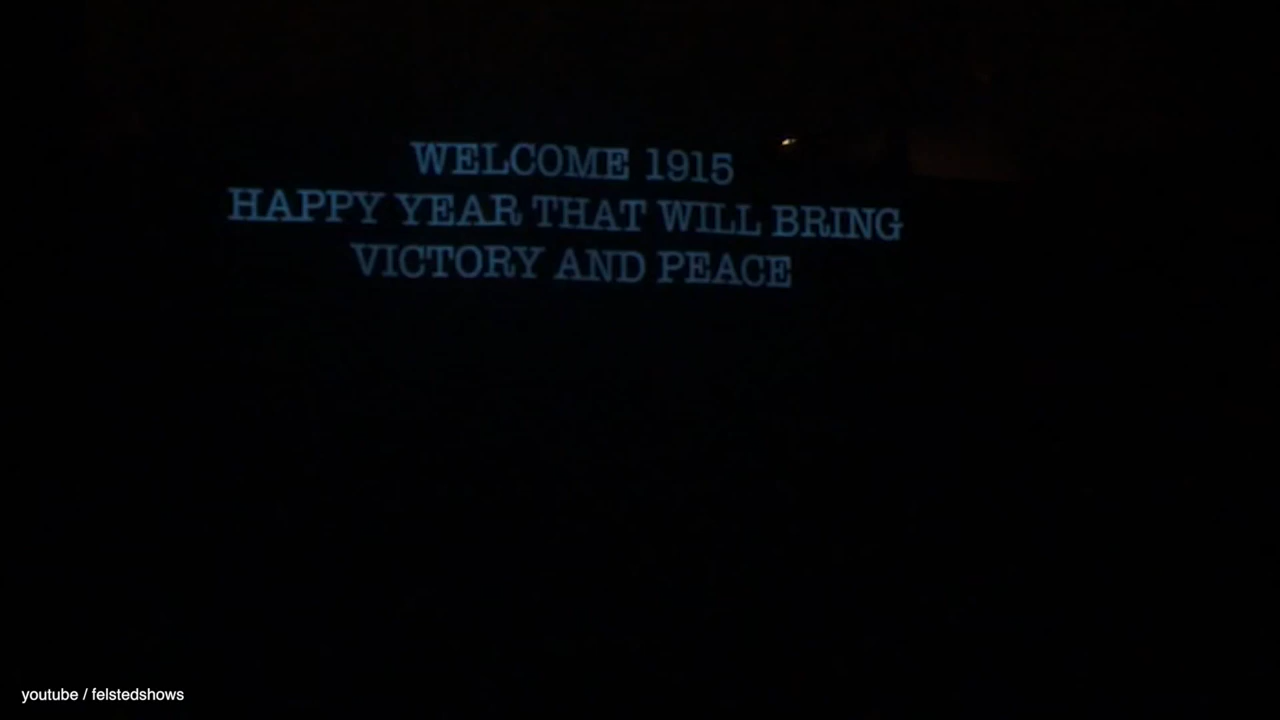 WELCOME 1915
HAPPY YEAR THAT WILL BRING
VICTORY AND PEACE
youtube / felstedshows